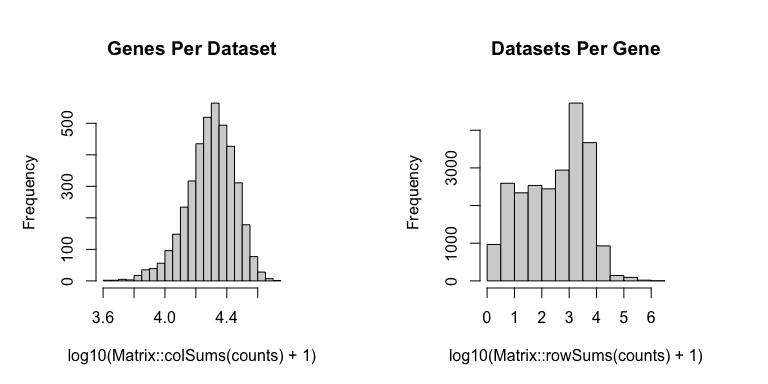 Genes Per Dataset
Frequency
500
300
100
0
3.6 4.0 4.4
log10(Matrix::colSums(counts) + 1)
Datasets Per Gene
Frequency
3000
1000
0
0 1 2 3 4 5 6
log10(Matrix::rowSums(counts) + 1)